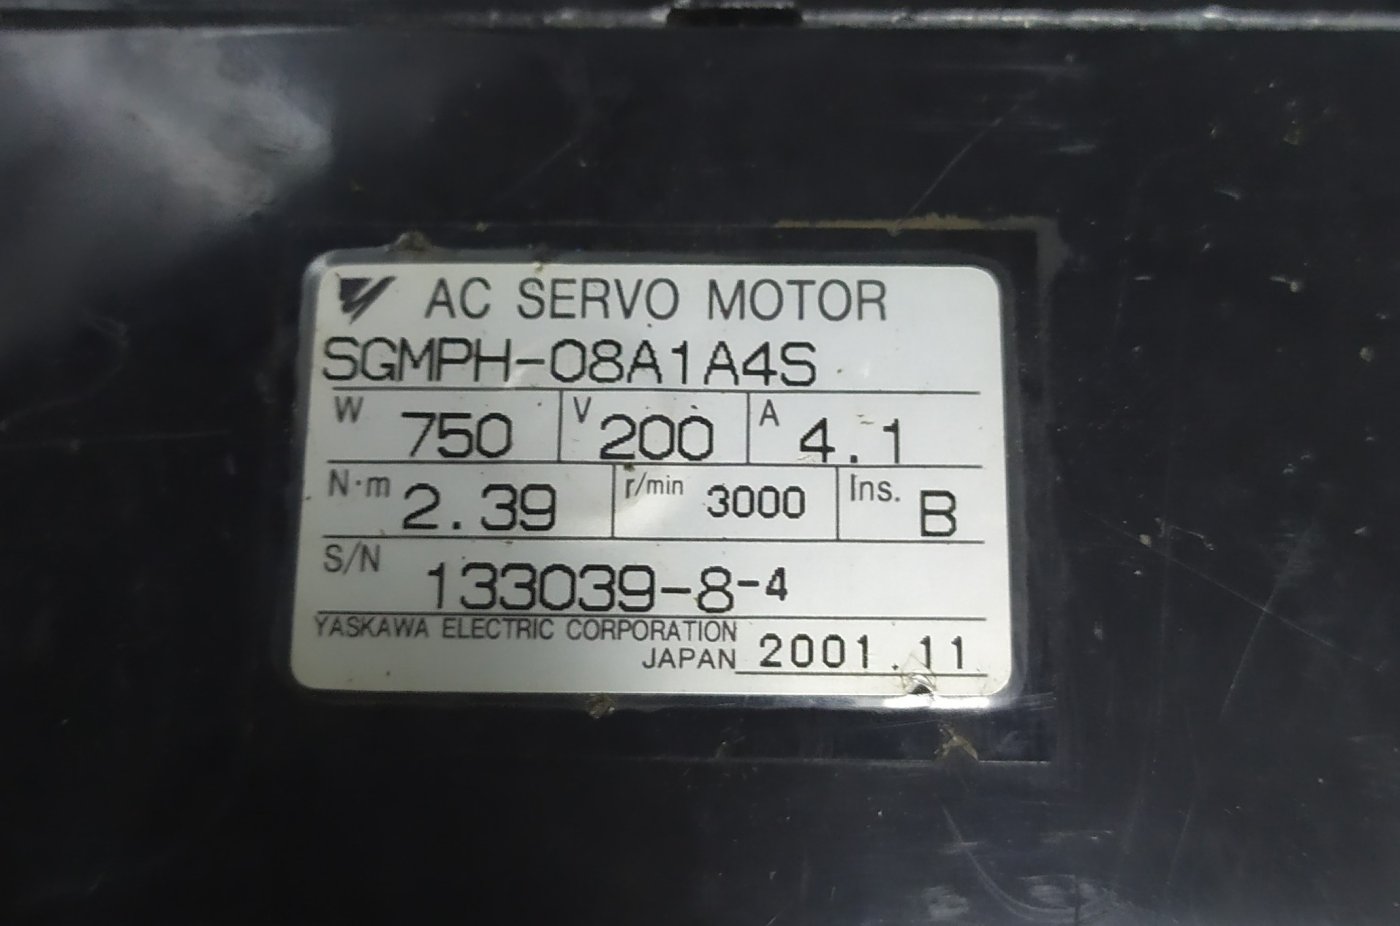 AC SERVO MOTOR
SGMPH-08A1A4S
W 750 V 200 A 4.1
N·m 2.39 r/min 3000 Ins. B
S/N 133039-8-4
YASKAWA ELECTRIC CORPORATION
JAPAN 2001.11